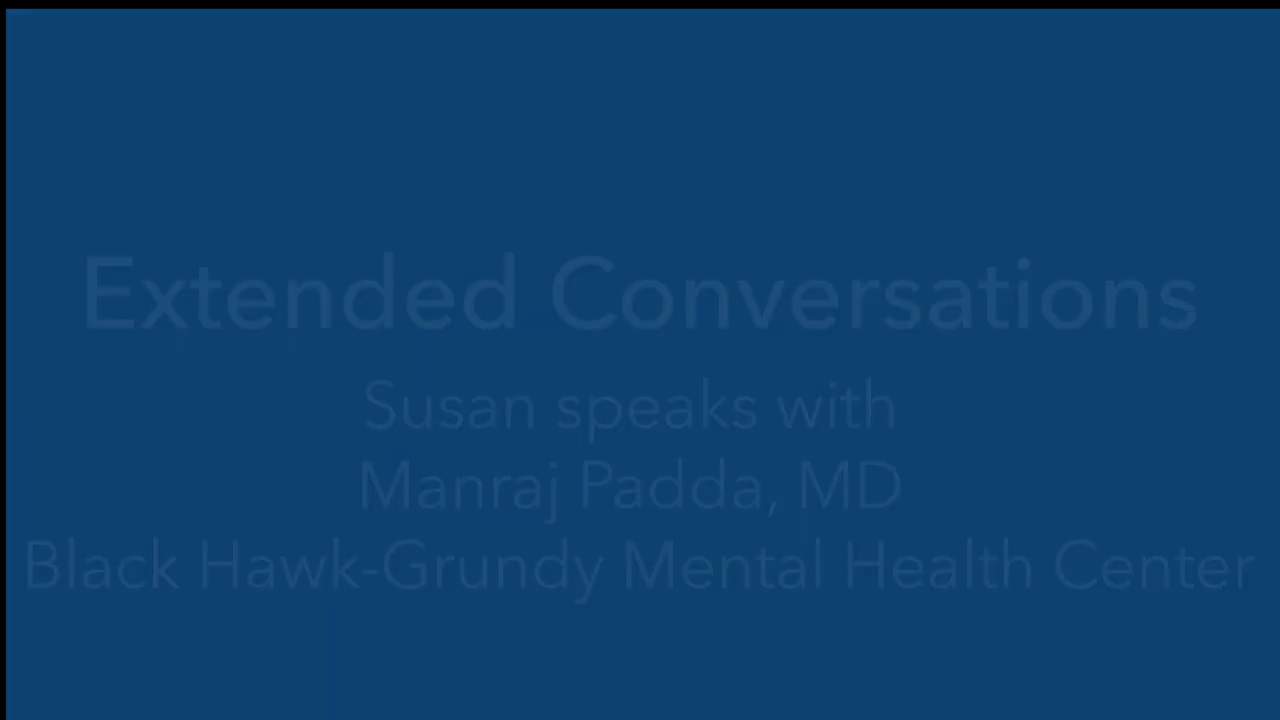 Extended Conversations
Susan speaks with
Manraj Padda, MD
Black Hawk-Grundy Mental Health Center